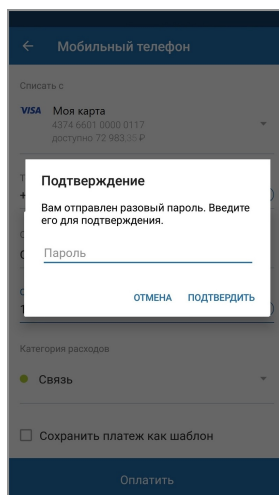 Мобильный телефон
Списать с
VISA Моя карта
4374 6601 0000 0117
доступно 72 983,35 ₽
Подтверждение
Вам отправлен разовый пароль. Введите
его для подтверждения.
Пароль
ОТМЕНА ПОДТВЕРДИТЬ
Категория расходов
Связь
Сохранить платеж как шаблон
Оплатить